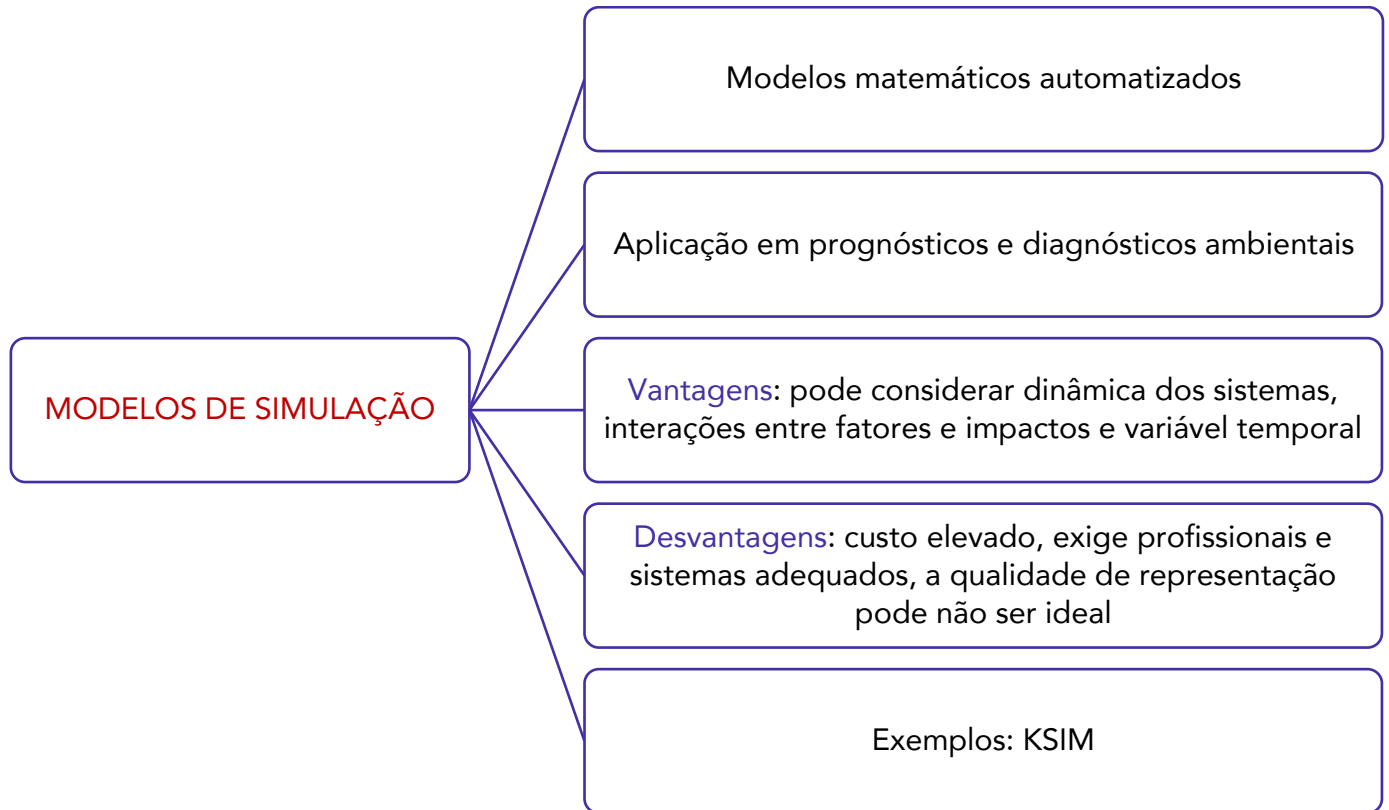 Modelos matemáticos automatizados
Aplicação em prognósticos e diagnósticos ambientais
MODELOS DE SIMULAÇÃO
Vantagens: pode considerar dinâmica dos sistemas,
interações entre fatores e impactos e variável temporal
Desvantagens: custo elevado, exige profissionais e
sistemas adequados, a qualidade de representação
pode não ser ideal
Exemplos: KSIM